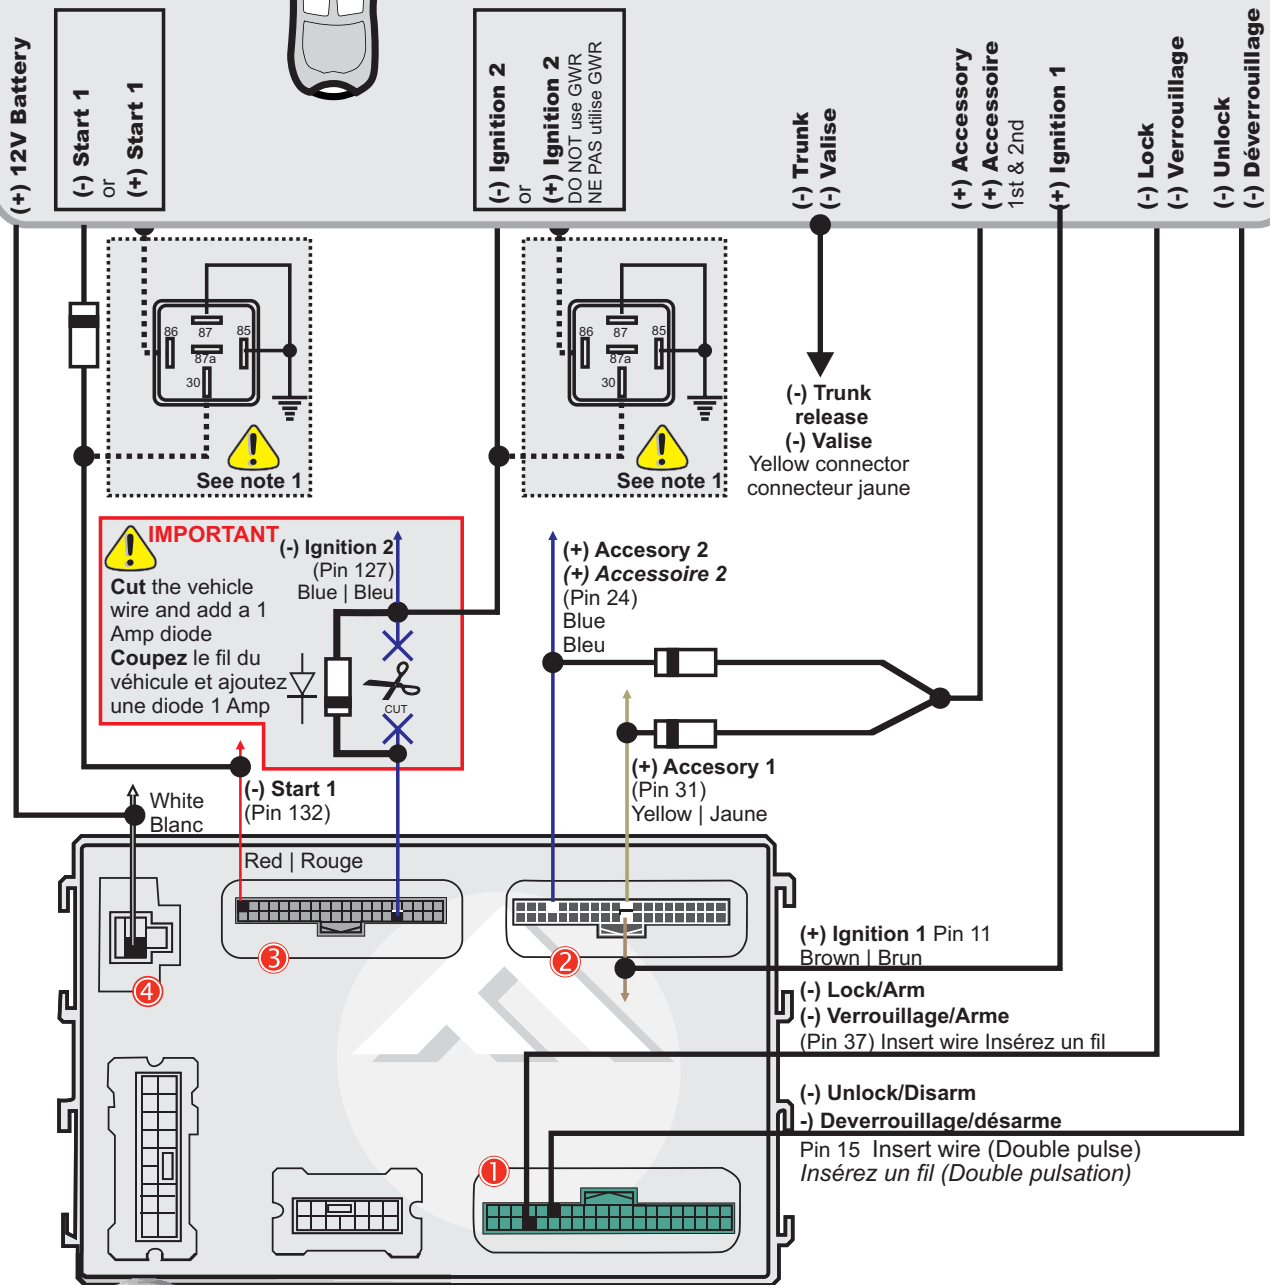 (+) 12V Battery
(-) Start 1
or
(+) Start 1
(-) Ignition 2
or
(+) Ignition 2
DO NOT use GWR
NE PAS utilise GWR
(-) Trunk
(-) Valise
(+) Accessory
(+) Accessoire
1st & 2nd
(+) Ignition 1
(-) Lock
(-) Verrouillage
(-) Unlock
(-) Déverrouillage
86
87
85
87a
30
See note 1
86
87
85
87a
30
See note 1
(-) Trunk
release
(-) Valise
Yellow connector
connecteur jaune
IMPORTANT
Cut the vehicle
wire and add a 1
Amp diode
Coupez le fil du
véhicule et ajoutez
une diode 1 Amp
(-) Ignition 2
(Pin 127)
Blue | Bleu
CUT
(+) Accesory 2
(+) Accessoire 2
(Pin 24)
Blue
Bleu
(+) Accesory 1
(Pin 31)
Yellow | Jaune
(-) Start 1
(Pin 132)
Red | Rouge
White
Blanc
4
3
2
1
(+) Ignition 1 Pin 11
Brown | Brun
(-) Lock/Arm
(-) Verrouillage/Arme
(Pin 37) Insert wire Insérez un fil
(-) Unlock/Disarm
-) Deverrouillage/désarme
Pin 15 Insert wire (Double pulse)
Insérez un fil (Double pulsation)